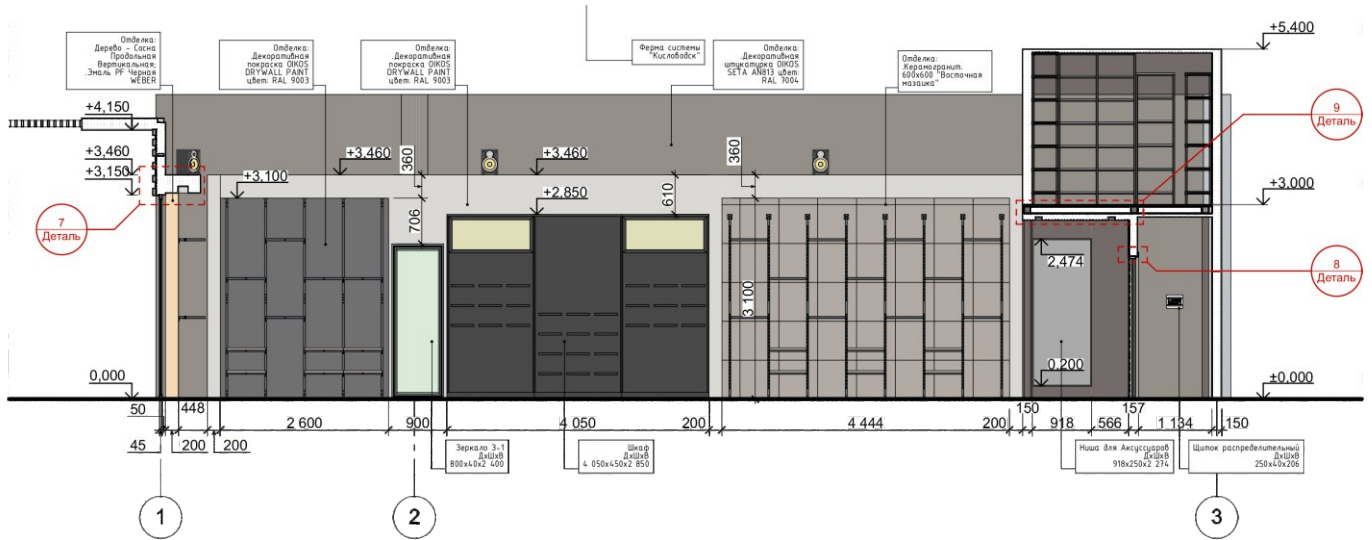 Отделка:
Дерево - Сосна
Продольная
Вертикальная;
.Эмаль PF Черная
WEBER
Отделка:
.Декоративная
покраска OIKOS
DRYWALL PAINT
цвет: RAL 9003
Отделка:
.Декоративная
покраска OIKOS
DRYWALL PAINT
цвет: RAL 9003
Ферма системы
"Кисловодск"
Отделка:
.Декоративная
штукатурка OIKOS
SETA AN813 цвет:
RAL 7004
Отделка:
.Керамогранит.
600х600 "Восточная
мозаика"
+5,400
9
Деталь
+4,150
+3,460
+3,150
+3.460
360
+3.460
360
+3,100
+2,850
610
706
+3.000
7
Деталь
2,474
8
Деталь
3 100
0,200
0,000
±0.000
50
448
2 600
900
4 050
200
4 444
200
150
918
566
157
1 134
150
45
200
200
Зеркало З-1
ДхШхВ
800х40х2 400
Шкаф
ДхШхВ
4 050х450х2 850
Ниша для Аксуссуаров
ДхШхВ
918х250х2 274
Щиток распределительный
ДхШхВ
250х40х206
1
2
3